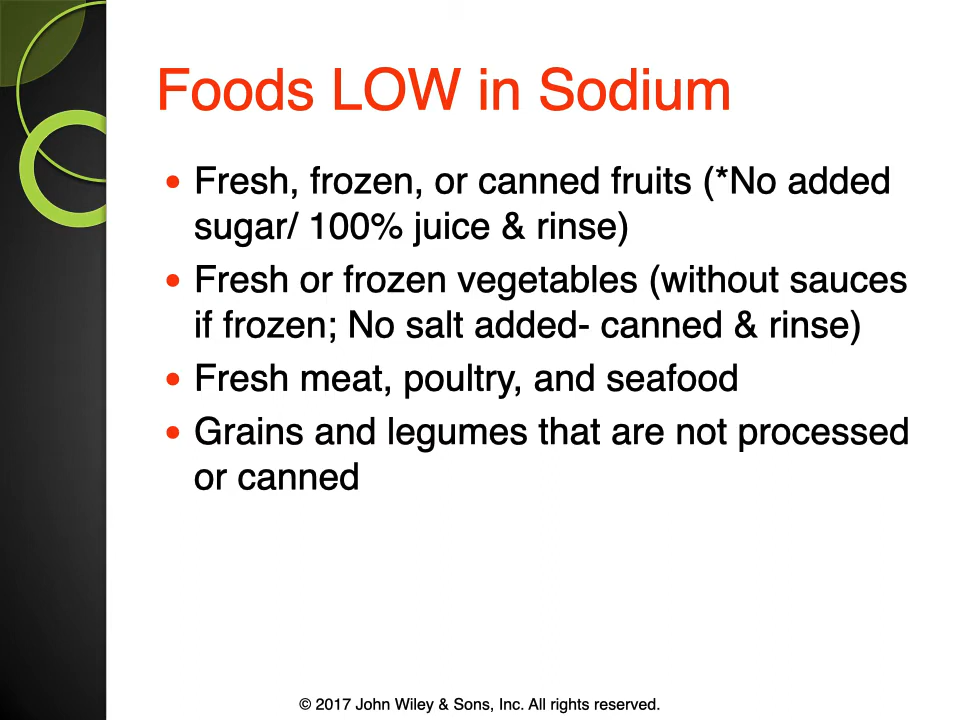 Foods LOW in Sodium
• Fresh, frozen, or canned fruits (*No added
sugar/ 100% juice & rinse)
• Fresh or frozen vegetables (without sauces
if frozen; No salt added- canned & rinse)
• Fresh meat, poultry, and seafood
• Grains and legumes that are not processed
or canned
© 2017 John Wiley & Sons, Inc. All rights reserved.